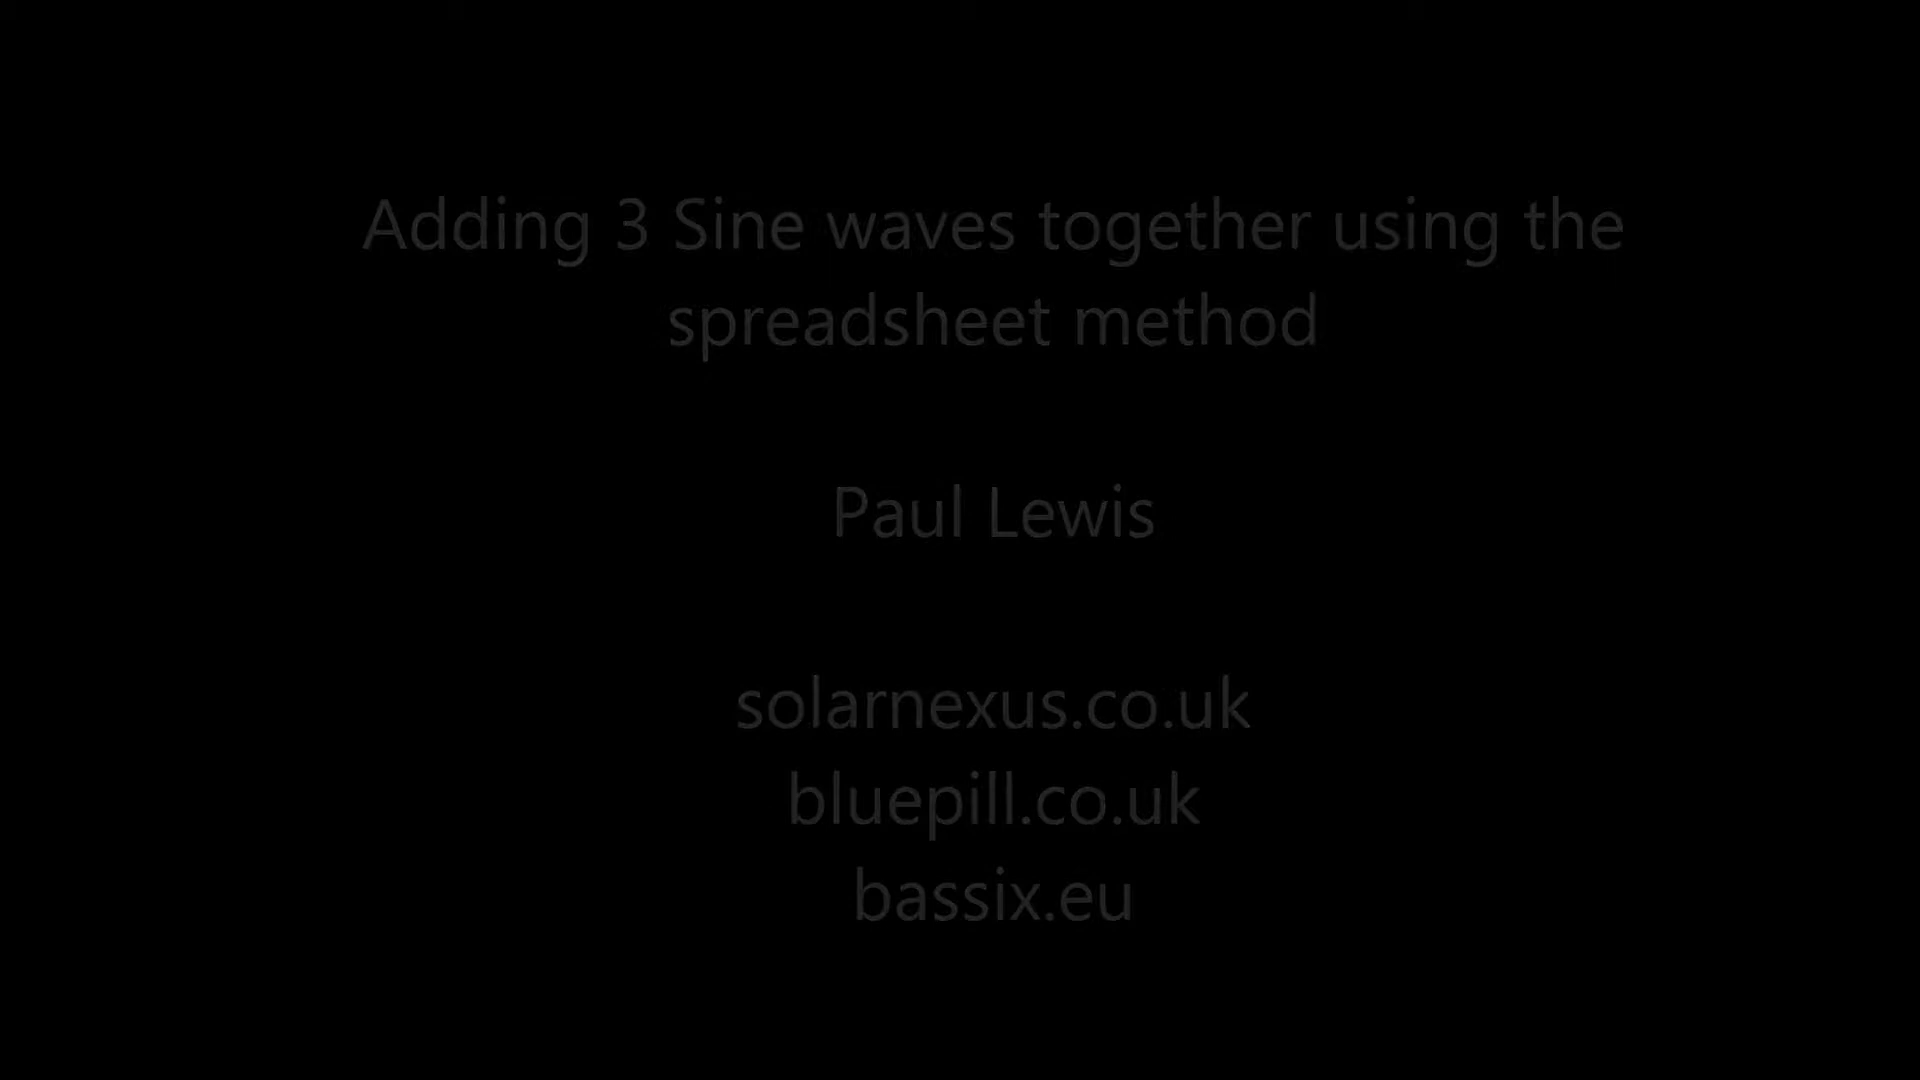 Adding 3 Sine waves together using the
spreadsheet method
Paul Lewis
solarnexus.co.uk
bluepill.co.uk
bassix.eu